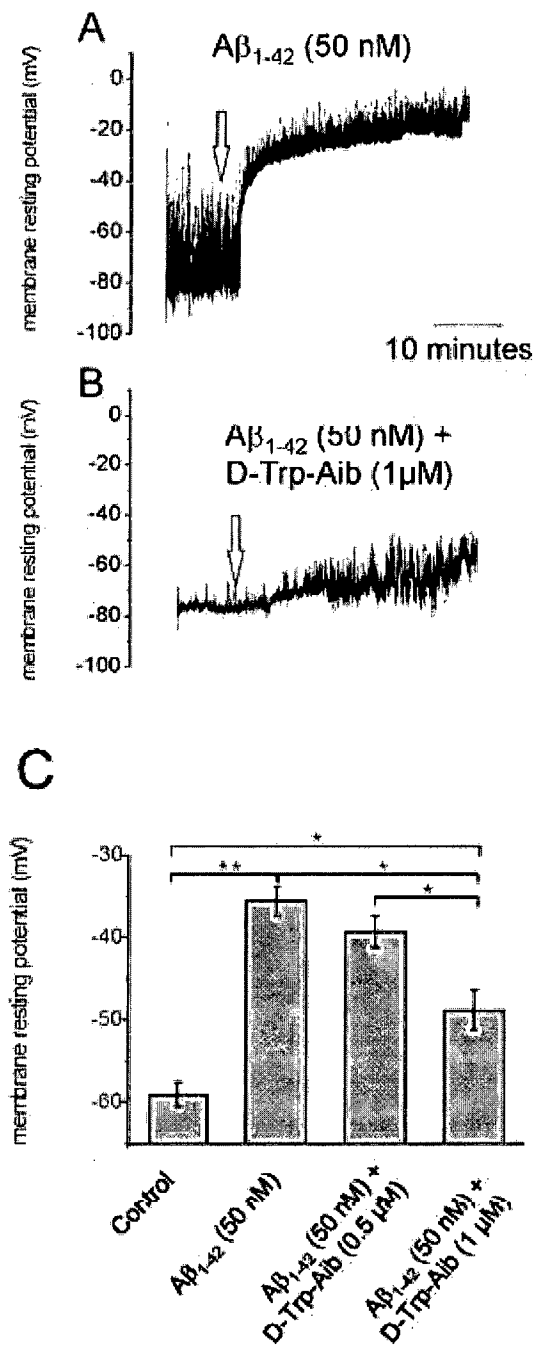 A
Aβ1-42 (50 nM)
membrane resting potential (mV)
0
-20
-40
-60
-80
-100
10 minutes
B
Aβ1-42 (50 nM) +
D-Trp-Aib (1µM)
membrane resting potential (mV)
0
-20
-40
-60
-80
-100
C
membrane resting potential (mV)
-30
-40
-50
-60
*
**
*
*
Control
Aβ1-42 (50 nM)
Aβ1-42 (50 nM) +
D-Trp-Aib (0.5 µM)
Aβ1-42 (50 nM) +
D-Trp-Aib (1 µM)